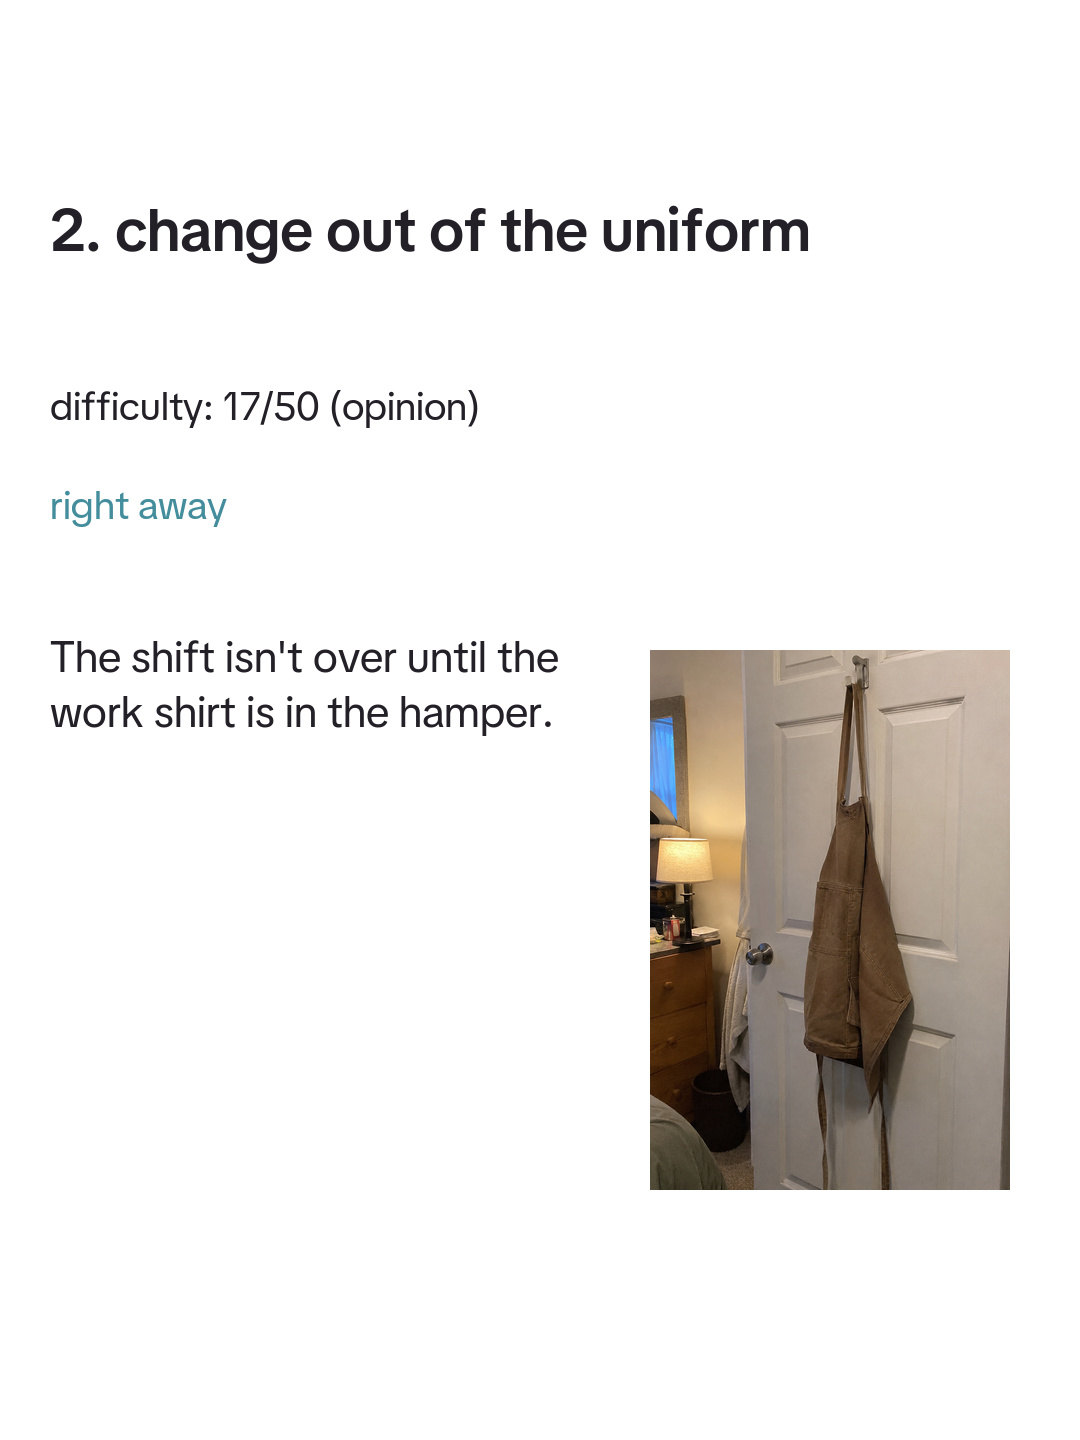 2. change out of the uniform
difficulty: 17/50 (opinion)
right away
The shift isn't over until the
work shirt is in the hamper.